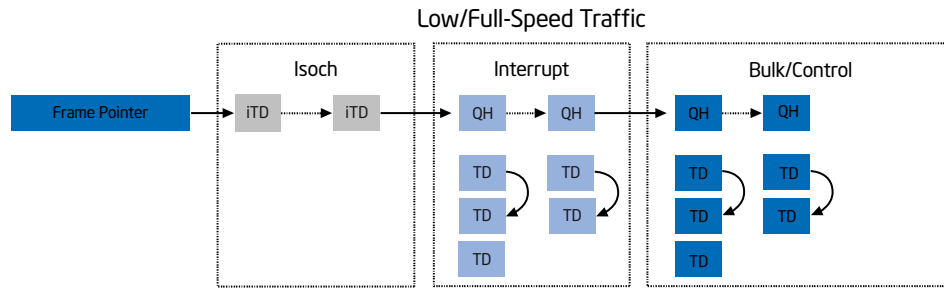 Low/Full-Speed Traffic
Isoch
Interrupt
Bulk/Control
Frame Pointer
iTD
iTD
QH
QH
QH
QH
TD
TD
TD
TD
TD
TD
TD
TD
TD
TD